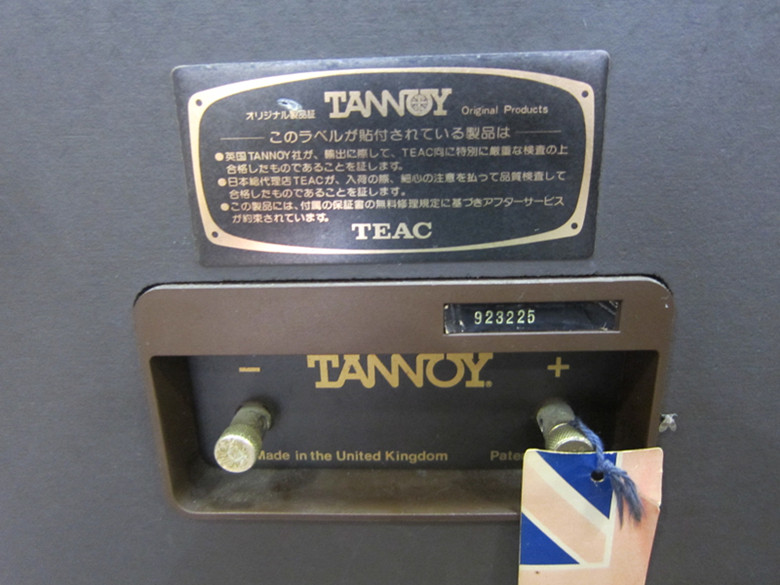 オリジナル製品証 TANNOY Original Products
このラベルが貼付されている製品は
●英国TANNOY社が、輸出に際して、TEAC向に特別に厳重な検査の上
合格したものであることを証します。
●日本総代理店TEACが、入荷の際、細心の注意を払って品質検査して
合格したものであることを証します。
●この製品には、付属の保証書の無料修理規定に基づきアフターサービス
が約束されています。
TEAC
923225
− TANNOY® +
Made in the United Kingdom